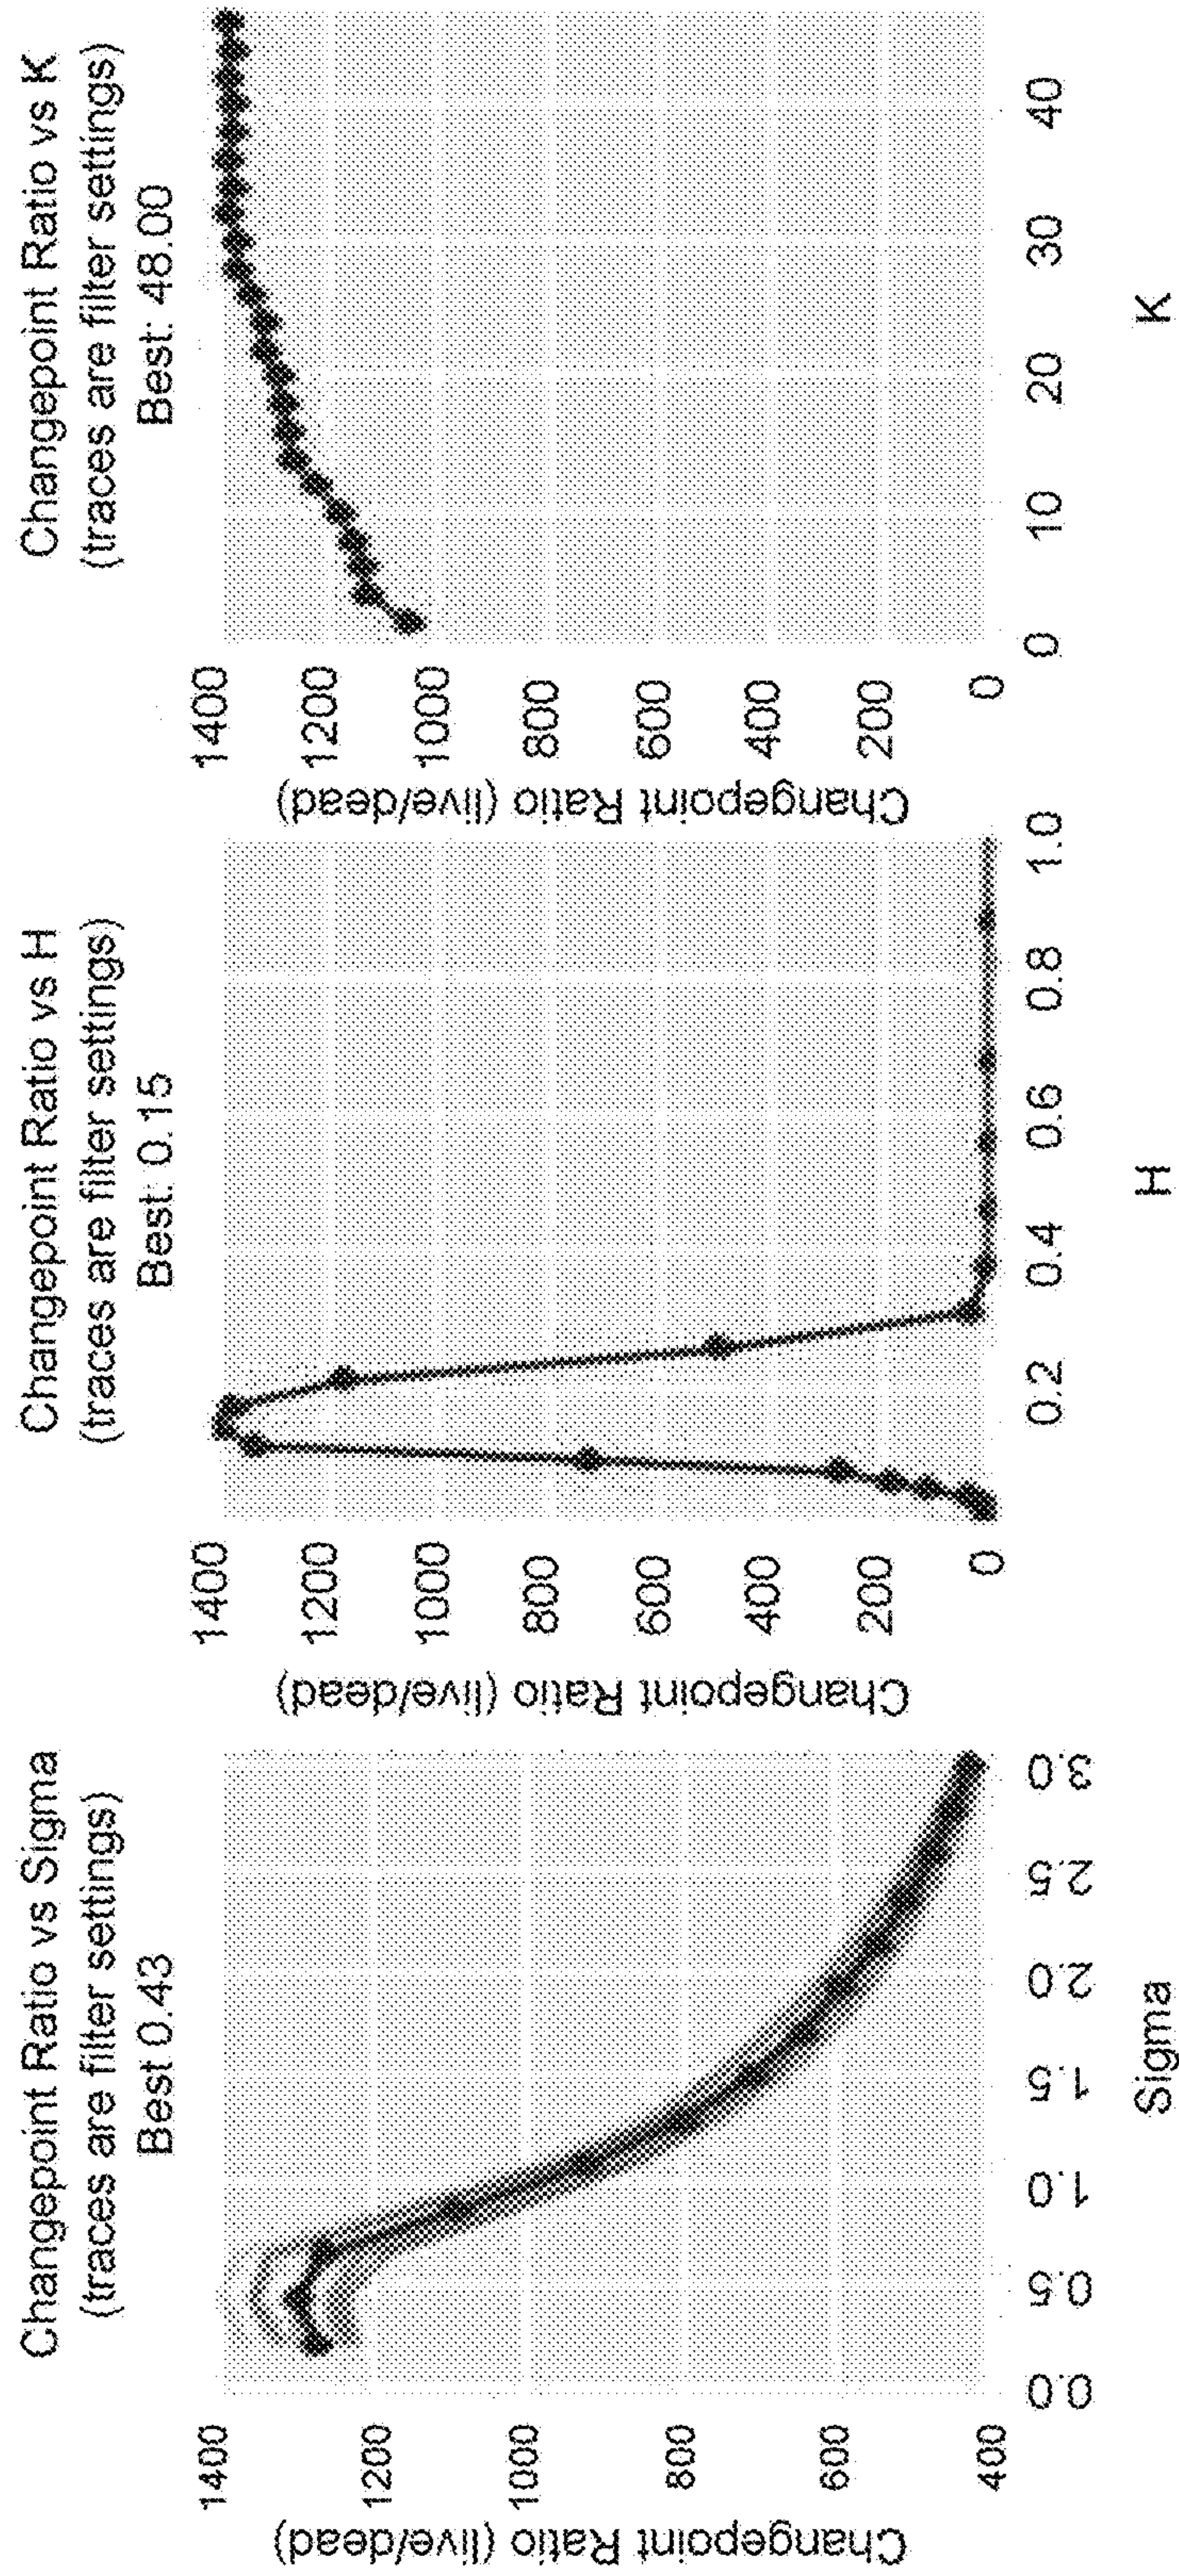 Changepoint Ratio vs Sigma
(traces are filter settings)
Best 0.43
Changepoint Ratio (live/dead)
1400
1200
1000
800
600
400
0.0
0.5
1.0
1.5
2.0
2.5
3.0
Sigma
Changepoint Ratio vs H
(traces are filter settings)
Best: 0.15
Changepoint Ratio (live/dead)
1400
1200
1000
800
600
400
200
0
0.2
0.4
0.6
0.8
1.0
H
Changepoint Ratio vs K
(traces are filter settings)
Best: 48.00
Changepoint Ratio (live/dead)
1400
1200
1000
800
600
400
200
0
0
10
20
30
40
K